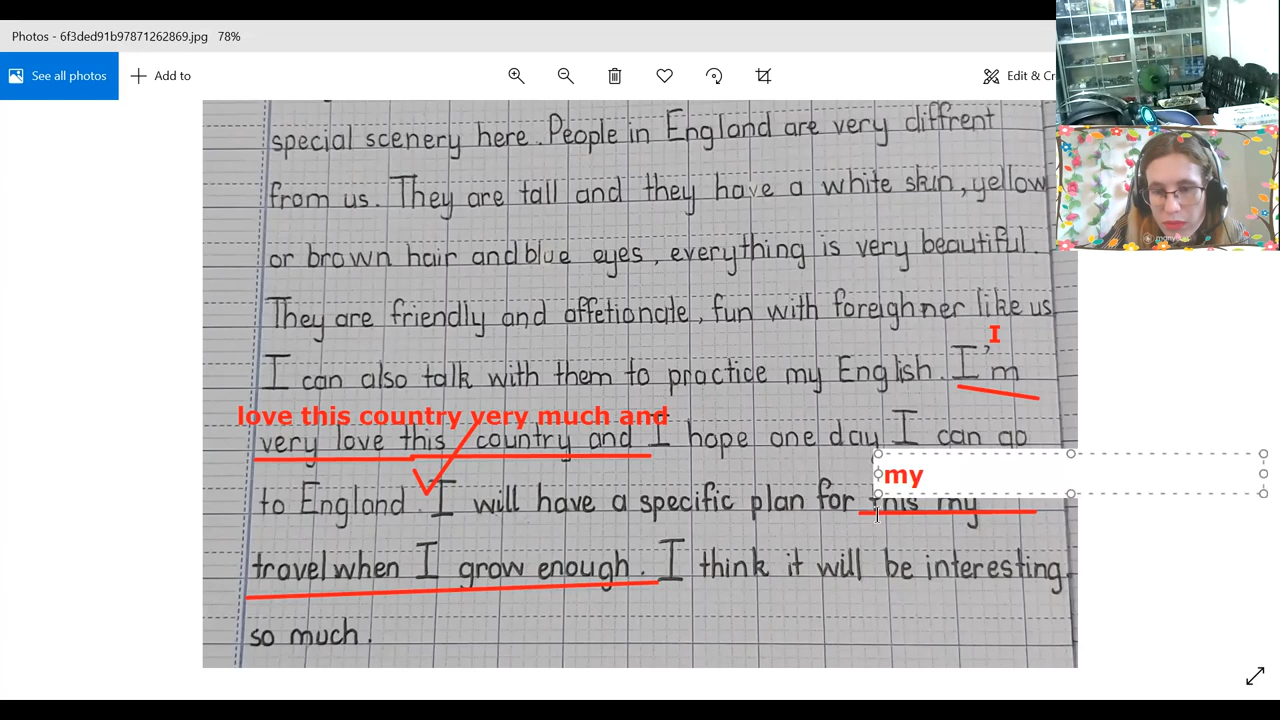 Photos - 6f3ded91b97871262869.jpg 78%
See all photos
Add to
Edit & Cr
special scenery here. People in England are very diffrent
from us. They are tall and they have a white skin, yellow
or brown hair and blue eyes, everything is very beautiful.
They are friendly and affetionale, fun with foreighner like us
I
I can also talk with them to practice my English. I'm
love this country very much and
very love this country and I hope one day I can go
my
to England. I will have a specific plan for this my
travel when I grow enough. I think it will be interesting
so much.